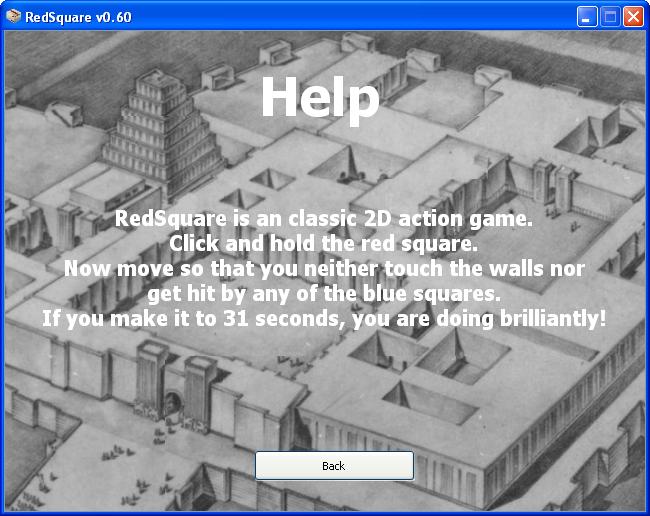 RedSquare v0.60
Help
RedSquare is an classic 2D action game.
Click and hold the red square.
Now move so that you neither touch the walls nor
get hit by any of the blue squares.
If you make it to 31 seconds, you are doing brilliantly!
Back